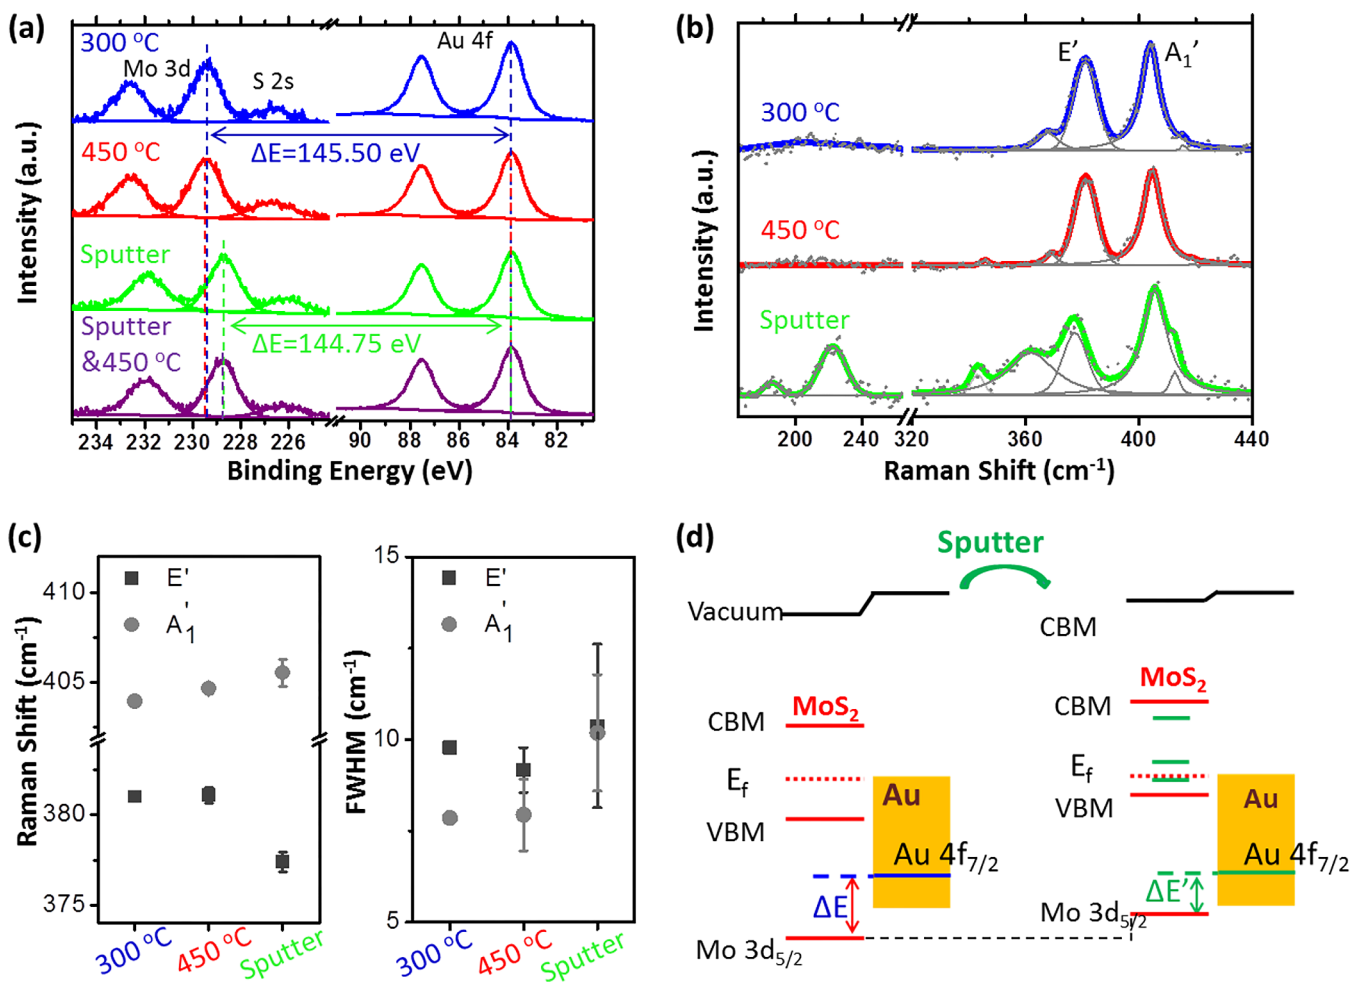 (a)
300 °C
Mo 3d
S 2s
Au 4f
ΔE=145.50 eV
450 °C
Sputter
ΔE=144.75 eV
Sputter
&450 °C
Intensity (a.u.)
234 232 230 228 226 90 88 86 84 82
Binding Energy (eV)
(b)
E’
A1’
300 °C
450 °C
Sputter
Intensity (a.u.)
200 240 320 360 400 440
Raman Shift (cm-1)
(c)
E'
A1'
410
405
380
375
Raman Shift (cm-1)
300 °C 450 °C Sputter
E'
A1'
15
10
5
FWHM (cm-1)
300 °C 450 °C Sputter
(d)
Sputter
Vacuum
CBM
MoS2
CBM
Ef
VBM
Au
Au 4f7/2
ΔE
Mo 3d5/2
MoS2
CBM
Ef
VBM
Au
Au 4f7/2
ΔE’
Mo 3d5/2